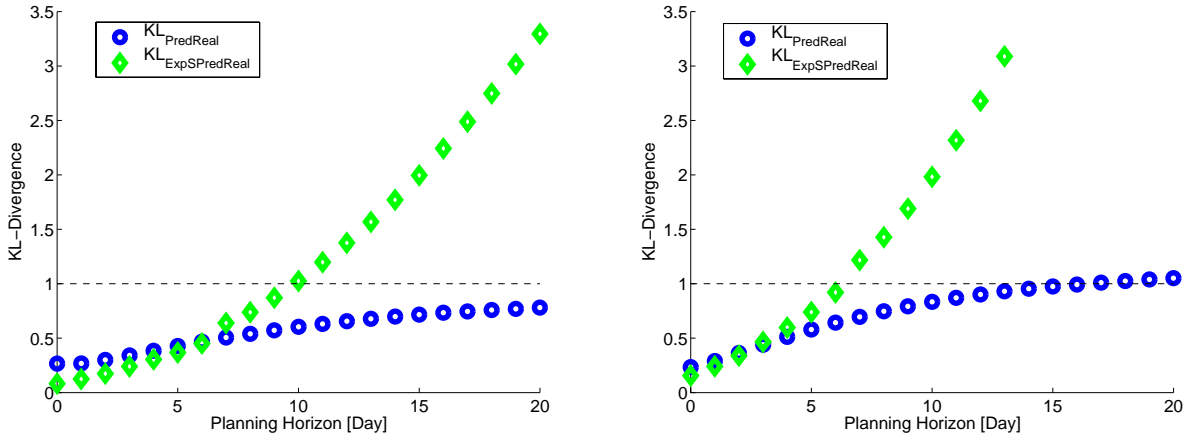 3.5
3
2.5
2
1.5
1
0.5
0
KL−Divergence
KL_PredReal
KL_ExpSPredReal
0 5 10 15 20
Planning Horizon [Day]
3.5
3
2.5
2
1.5
1
0.5
0
KL−Divergence
KL_PredReal
KL_ExpSPredReal
0 5 10 15 20
Planning Horizon [Day]